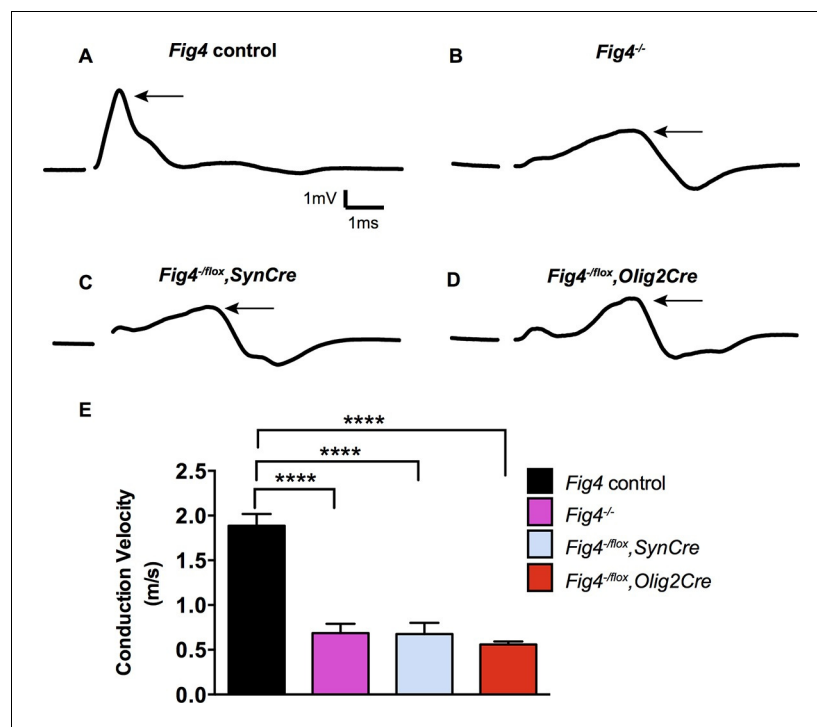 A
Fig4 control
B
Fig4-/-
1mV
1ms
C
Fig4-/flox,SynCre
D
Fig4-/flox,Olig2Cre
E
****
****
****
Conduction Velocity
(m/s)
2.5
2.0
1.5
1.0
0.5
0.0
Fig4 control
Fig4-/-
Fig4-/flox,SynCre
Fig4-/flox,Olig2Cre